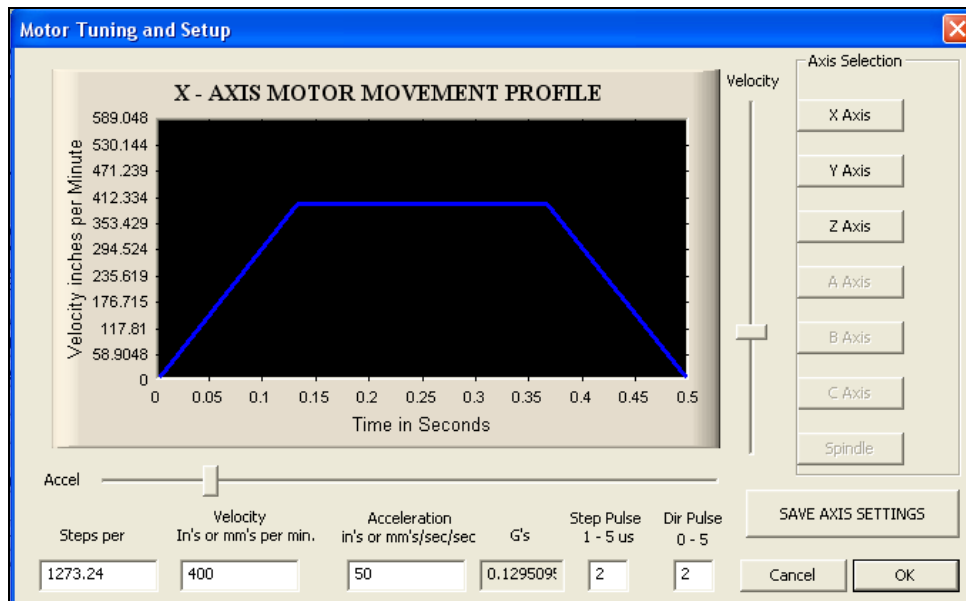 Motor Tuning and Setup
X - AXIS MOTOR MOVEMENT PROFILE
Velocity inches per Minute
589.048
530.144
471.239
412.334
353.429
294.524
235.619
176.715
117.81
58.9048
0
0 0.05 0.1 0.15 0.2 0.25 0.3 0.35 0.4 0.45 0.5
Time in Seconds
Velocity
Axis Selection
X Axis
Y Axis
Z Axis
A Axis
B Axis
C Axis
Spindle
Accel
Steps per
Velocity
In's or mm's per min.
Acceleration
in's or mm's/sec/sec
G's
Step Pulse
1 - 5 us
Dir Pulse
0 - 5
1273.24
400
50
0.129509
2
2
SAVE AXIS SETTINGS
Cancel
OK